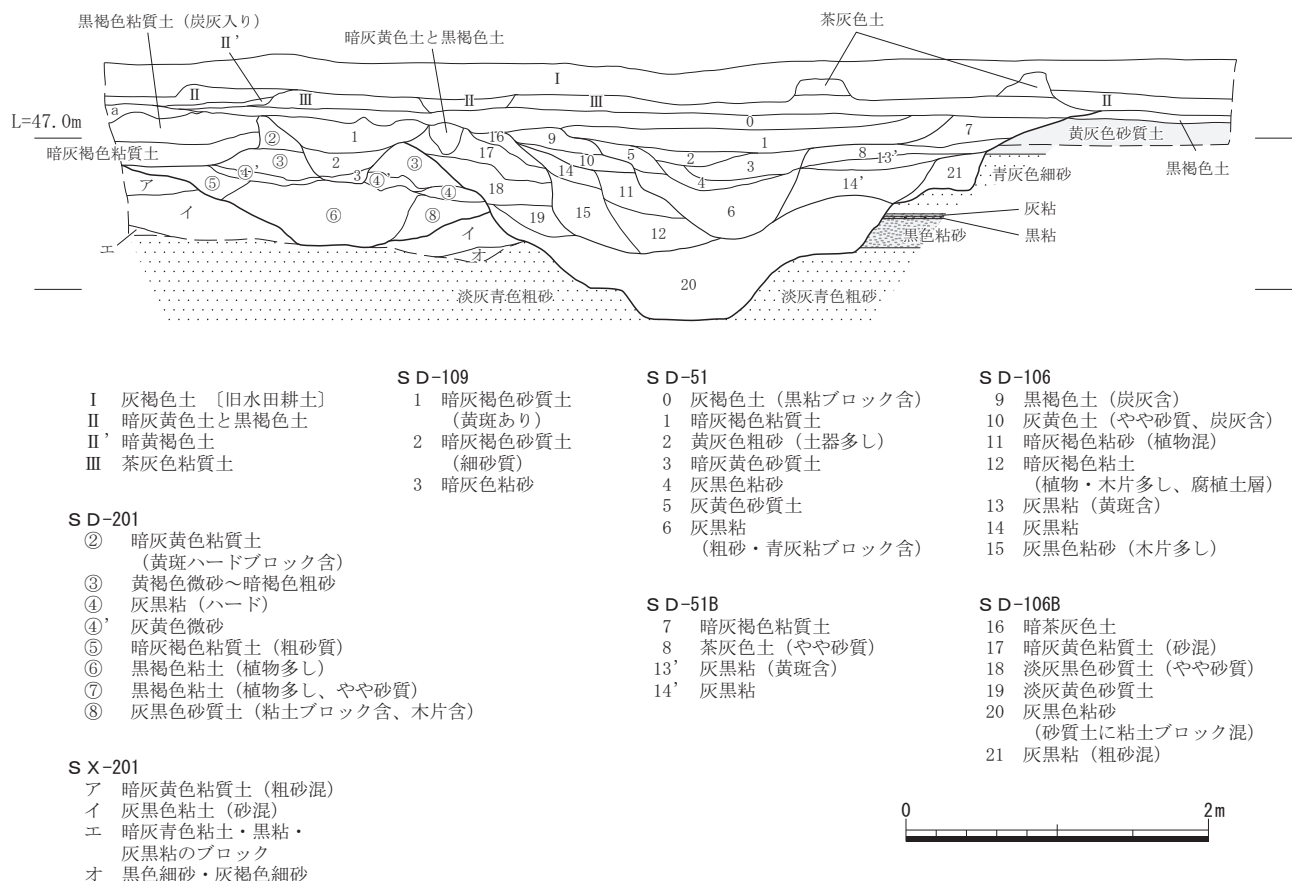 黒褐色粘質土（炭灰入り）
Ⅱ’
暗灰黄色土と黒褐色土
茶灰色土
Ⅰ
Ⅱ
Ⅲ
Ⅱ
Ⅲ
Ⅱ
a
L=47.0m
0
②
1
16
9
1
7
黄灰色砂質土
暗灰褐色粘質土
③
2
3
④’
④’
③
17
14
10
5
2
3
4
8
13’
黒褐色土
ア
⑤
④
18
11
6
14’
21
青灰色細砂
イ
⑥
⑧
イ
19
15
12
灰粘
黒色粘砂
黒粘
エ
オ
20
淡灰青色粗砂
淡灰青色粗砂
Ⅰ 灰褐色土 〔旧水田耕土〕
Ⅱ 暗灰黄色土と黒褐色土
Ⅱ’ 暗黄褐色土
Ⅲ 茶灰色粘質土
SD-201
② 暗灰黄色粘質土
（黄斑ハードブロック含）
③ 黄褐色微砂～暗褐色粗砂
④ 灰黒粘（ハード）
④’ 灰黄色微砂
⑤ 暗灰褐色粘質土（粗砂質）
⑥ 黒褐色粘土（植物多し）
⑦ 黒褐色粘土（植物多し、やや砂質）
⑧ 灰黒色砂質土（粘土ブロック含、木片含）
SX-201
ア 暗灰黄色粘質土（粗砂混）
イ 灰黒色粘土（砂混）
エ 暗灰青色粘土・黒粘・
灰黒粘のブロック
オ 黒色細砂・灰褐色細砂
SD-109
1 暗灰褐色砂質土
（黄斑あり）
2 暗灰褐色砂質土
（細砂質）
3 暗灰色粘砂
SD-51
0 灰褐色土（黒粘ブロック含）
1 暗灰褐色粘質土
2 黄灰色粗砂（土器多し）
3 暗灰黄色砂質土
4 灰黒色粘砂
5 灰黄色砂質土
6 灰黒粘
（粗砂・青灰粘ブロック含）
SD-51B
7 暗灰褐色粘質土
8 茶灰色土（やや砂質）
13’ 灰黒粘（黄斑含）
14’ 灰黒粘
SD-106
9 黒褐色土（炭灰含）
10 灰黄色土（やや砂質、炭灰含）
11 暗灰褐色粘砂（植物混）
12 暗灰褐色粘土
（植物・木片多し、腐植土層）
13 灰黒粘（黄斑含）
14 灰黒粘
15 灰黒色粘砂（木片多し）
SD-106B
16 暗茶灰色土
17 暗灰黄色粘質土（砂混）
18 淡灰黒色砂質土（やや砂質）
19 淡灰黄色砂質土
20 灰黒色粘砂
（砂質土に粘土ブロック混）
21 灰黒粘（粗砂混）
0 2m